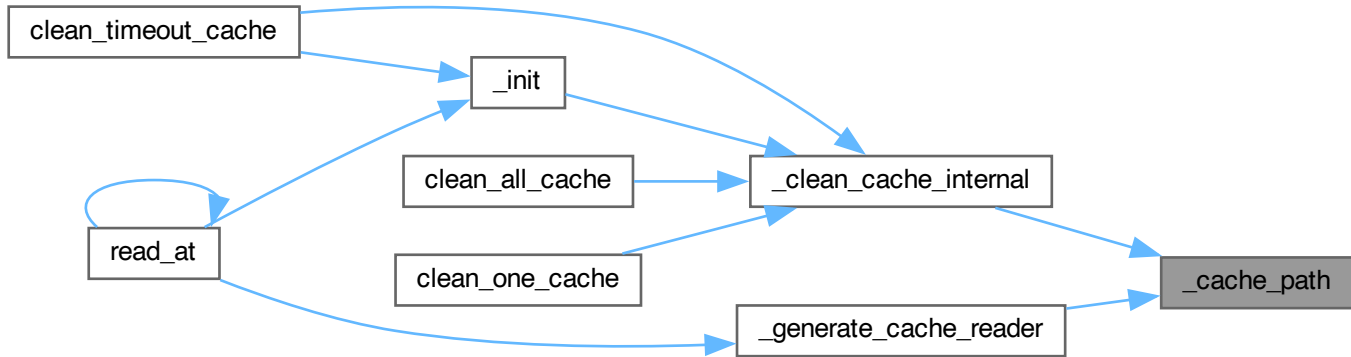 clean_timeout_cache
_init
clean_all_cache
_clean_cache_internal
read_at
clean_one_cache
_cache_path
_generate_cache_reader